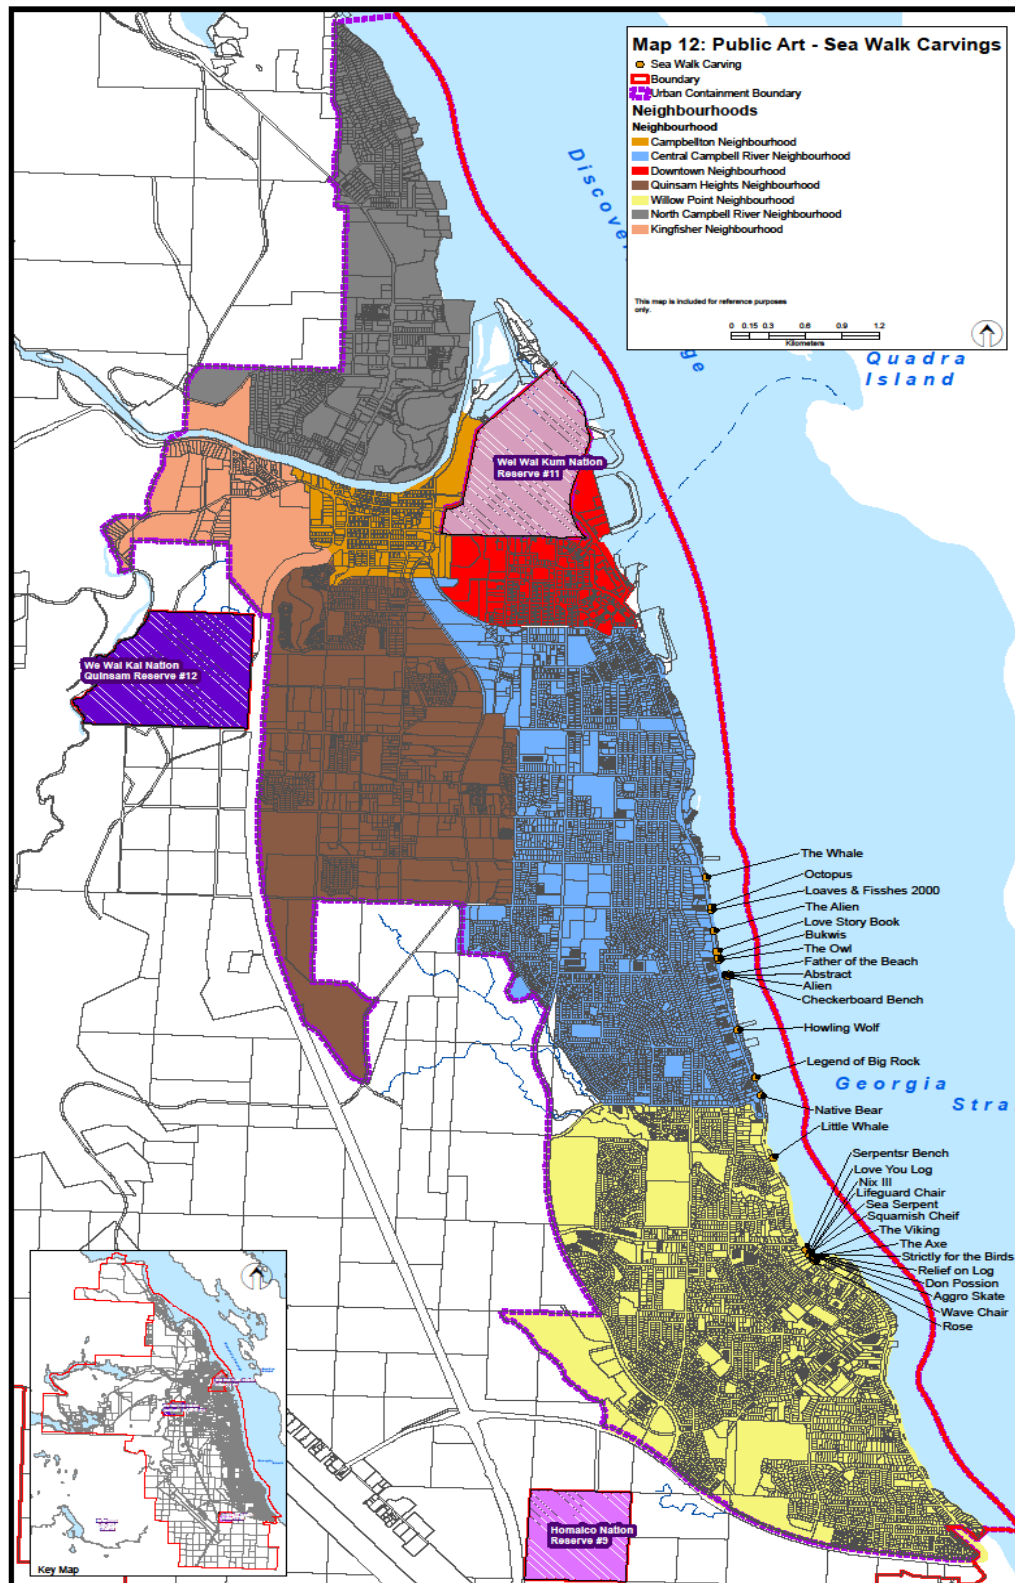 Map 12: Public Art - Sea Walk Carvings
Sea Walk Carving
Boundary
Urban Containment Boundary
Neighbourhoods
Neighbourhood
Campbellton Neighbourhood
Central Campbell River Neighbourhood
Downtown Neighbourhood
Quinsam Heights Neighbourhood
Willow Point Neighbourhood
North Campbell River Neighbourhood
Kingfisher Neighbourhood
This map is included for reference purposes
only.
0 0.15 0.3 0.6 0.9 1.2
Kilometers
Quadra
Island
Wei Wai Kum Nation
Reserve #11
We Wai Kai Nation
Quinsam Reserve #12
The Whale
Octopus
Loaves & Fisshes 2000
The Alien
Love Story Book
Bukwis
The Owl
Father of the Beach
Abstract
Alien
Checkerboard Bench
Howling Wolf
Legend of Big Rock
Georgia
Stra
Native Bear
Little Whale
Serpentsr Bench
Love You Log
Nix III
Lifeguard Chair
Sea Serpent
Squamish Cheif
The Viking
The Axe
Strictly for the Birds
Relief on Log
Don Possion
Aggro Skate
Wave Chair
Rose
Homalco Nation
Reserve #9
Key Map